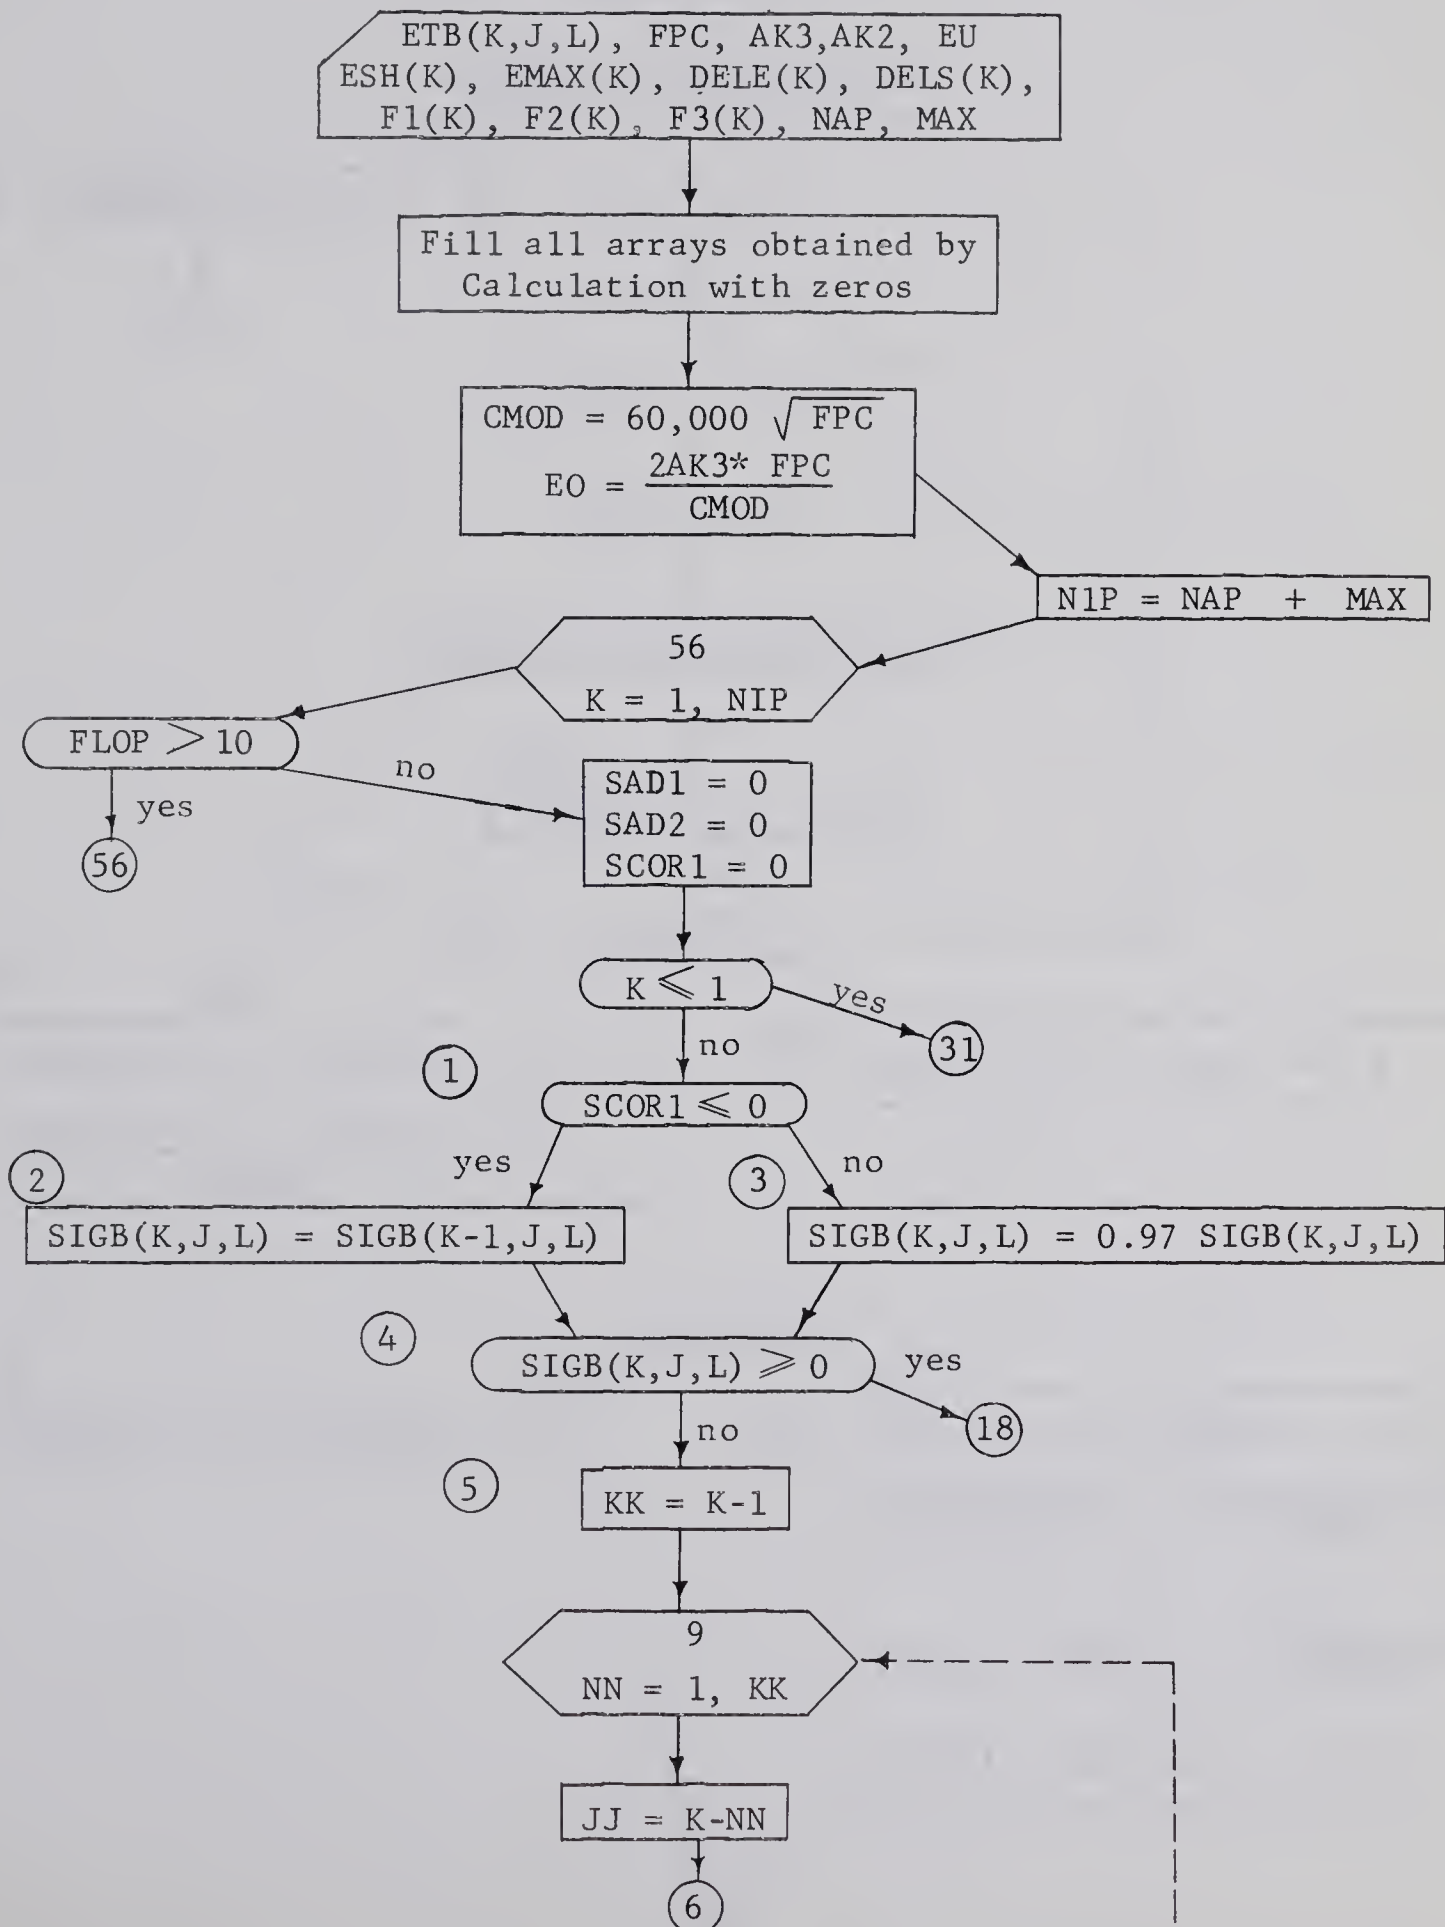 ETB(K,J,L), FPC, AK3,AK2, EU
ESH(K), EMAX(K), DELE(K), DELS(K),
F1(K), F2(K), F3(K), NAP, MAX
Fill all arrays obtained by
Calculation with zeros
CMOD = 60,000 √FPC
EO = 2AK3* FPC
CMOD
N1P = NAP + MAX
56
K = 1, NIP
FLOP > 10
no
yes
56
SAD1 = 0
SAD2 = 0
SCOR1 = 0
K ⩽ 1
yes
31
no
1
SCOR1 ⩽ 0
yes
no
2
3
SIGB(K,J,L) = SIGB(K-1,J,L)
SIGB(K,J,L) = 0.97 SIGB(K,J,L)
4
SIGB(K,J,L) ⩾ 0
yes
18
no
5
KK = K-1
9
NN = 1, KK
JJ = K-NN
6